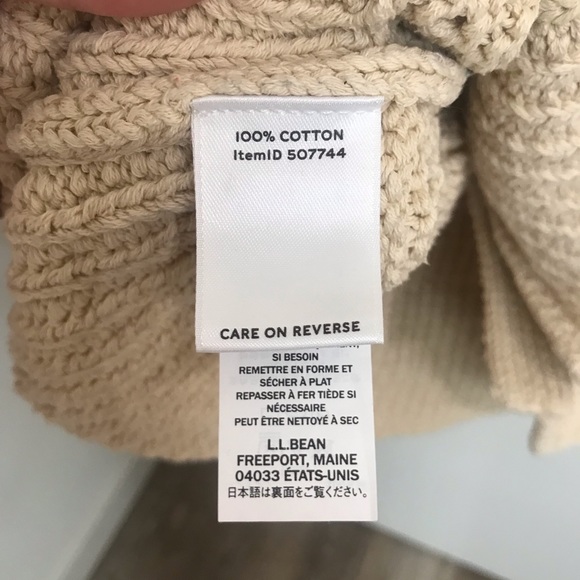 100% COTTON
ItemID 507744
CARE ON REVERSE
SI BESOIN
REMETTRE EN FORME ET
SÉCHER À PLAT
REPASSER À FER TIÈDE SI
NÉCESSAIRE
PEUT ÊTRE NETTOYÉ À SEC
L.L.BEAN
FREEPORT, MAINE
04033 ÉTATS-UNIS
日本語は裏面をご覧ください。